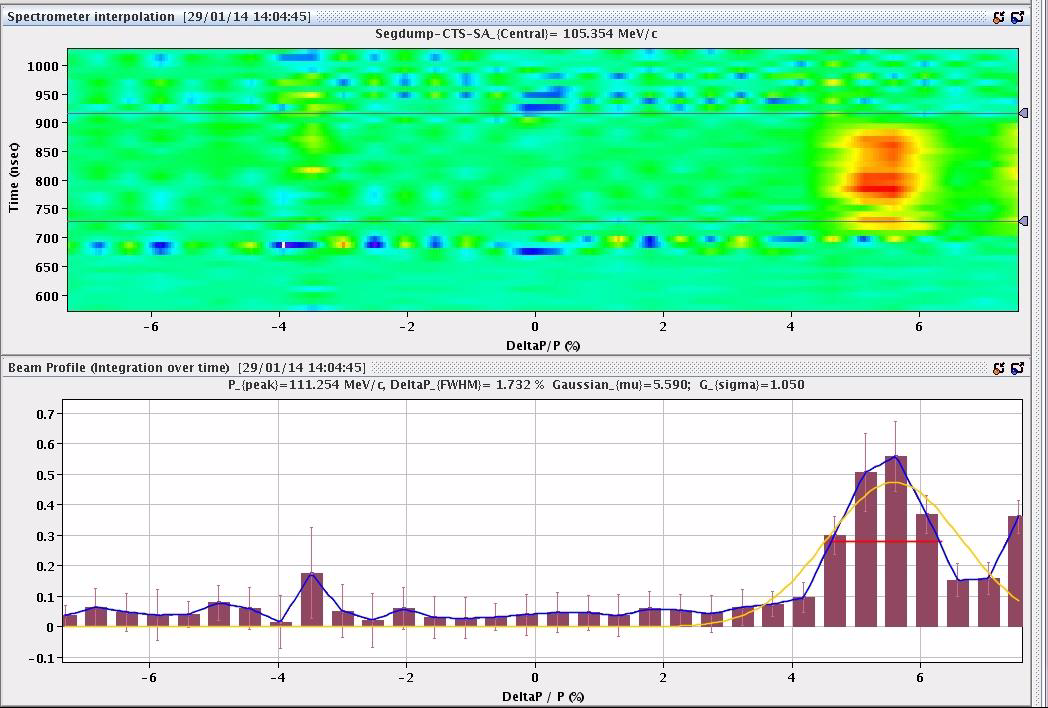 Spectrometer interpolation [29/01/14 14:04:45]
Segdump-CTS-SA_{Central}= 105.354 MeV/c
1000
950
900
850
800
750
700
650
600
Time (nsec)
-6 -4 -2 0 2 4 6
DeltaP/P (%)
Beam Profile (Integration over time) [29/01/14 14:04:45]
P_{peak}=111.254 MeV/c, DeltaP_{FWHM}= 1.732 % Gaussian_{mu}=5.590; G_{sigma}=1.050
0.7
0.6
0.5
0.4
0.3
0.2
0.1
0
-0.1
-6 -4 -2 0 2 4 6
DeltaP / P (%)